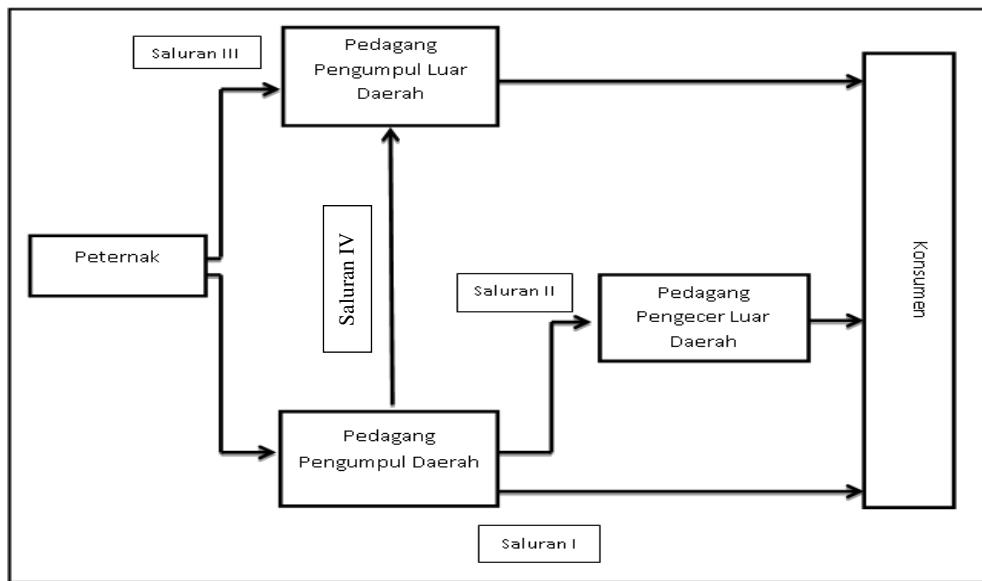 Saluran III
Pedagang
Pengumpul Luar
Daerah
Peternak
Saluran IV
Saluran II
Pedagang
Pengecer Luar
Daerah
Konsumen
Pedagang
Pengumpul Daerah
Saluran I